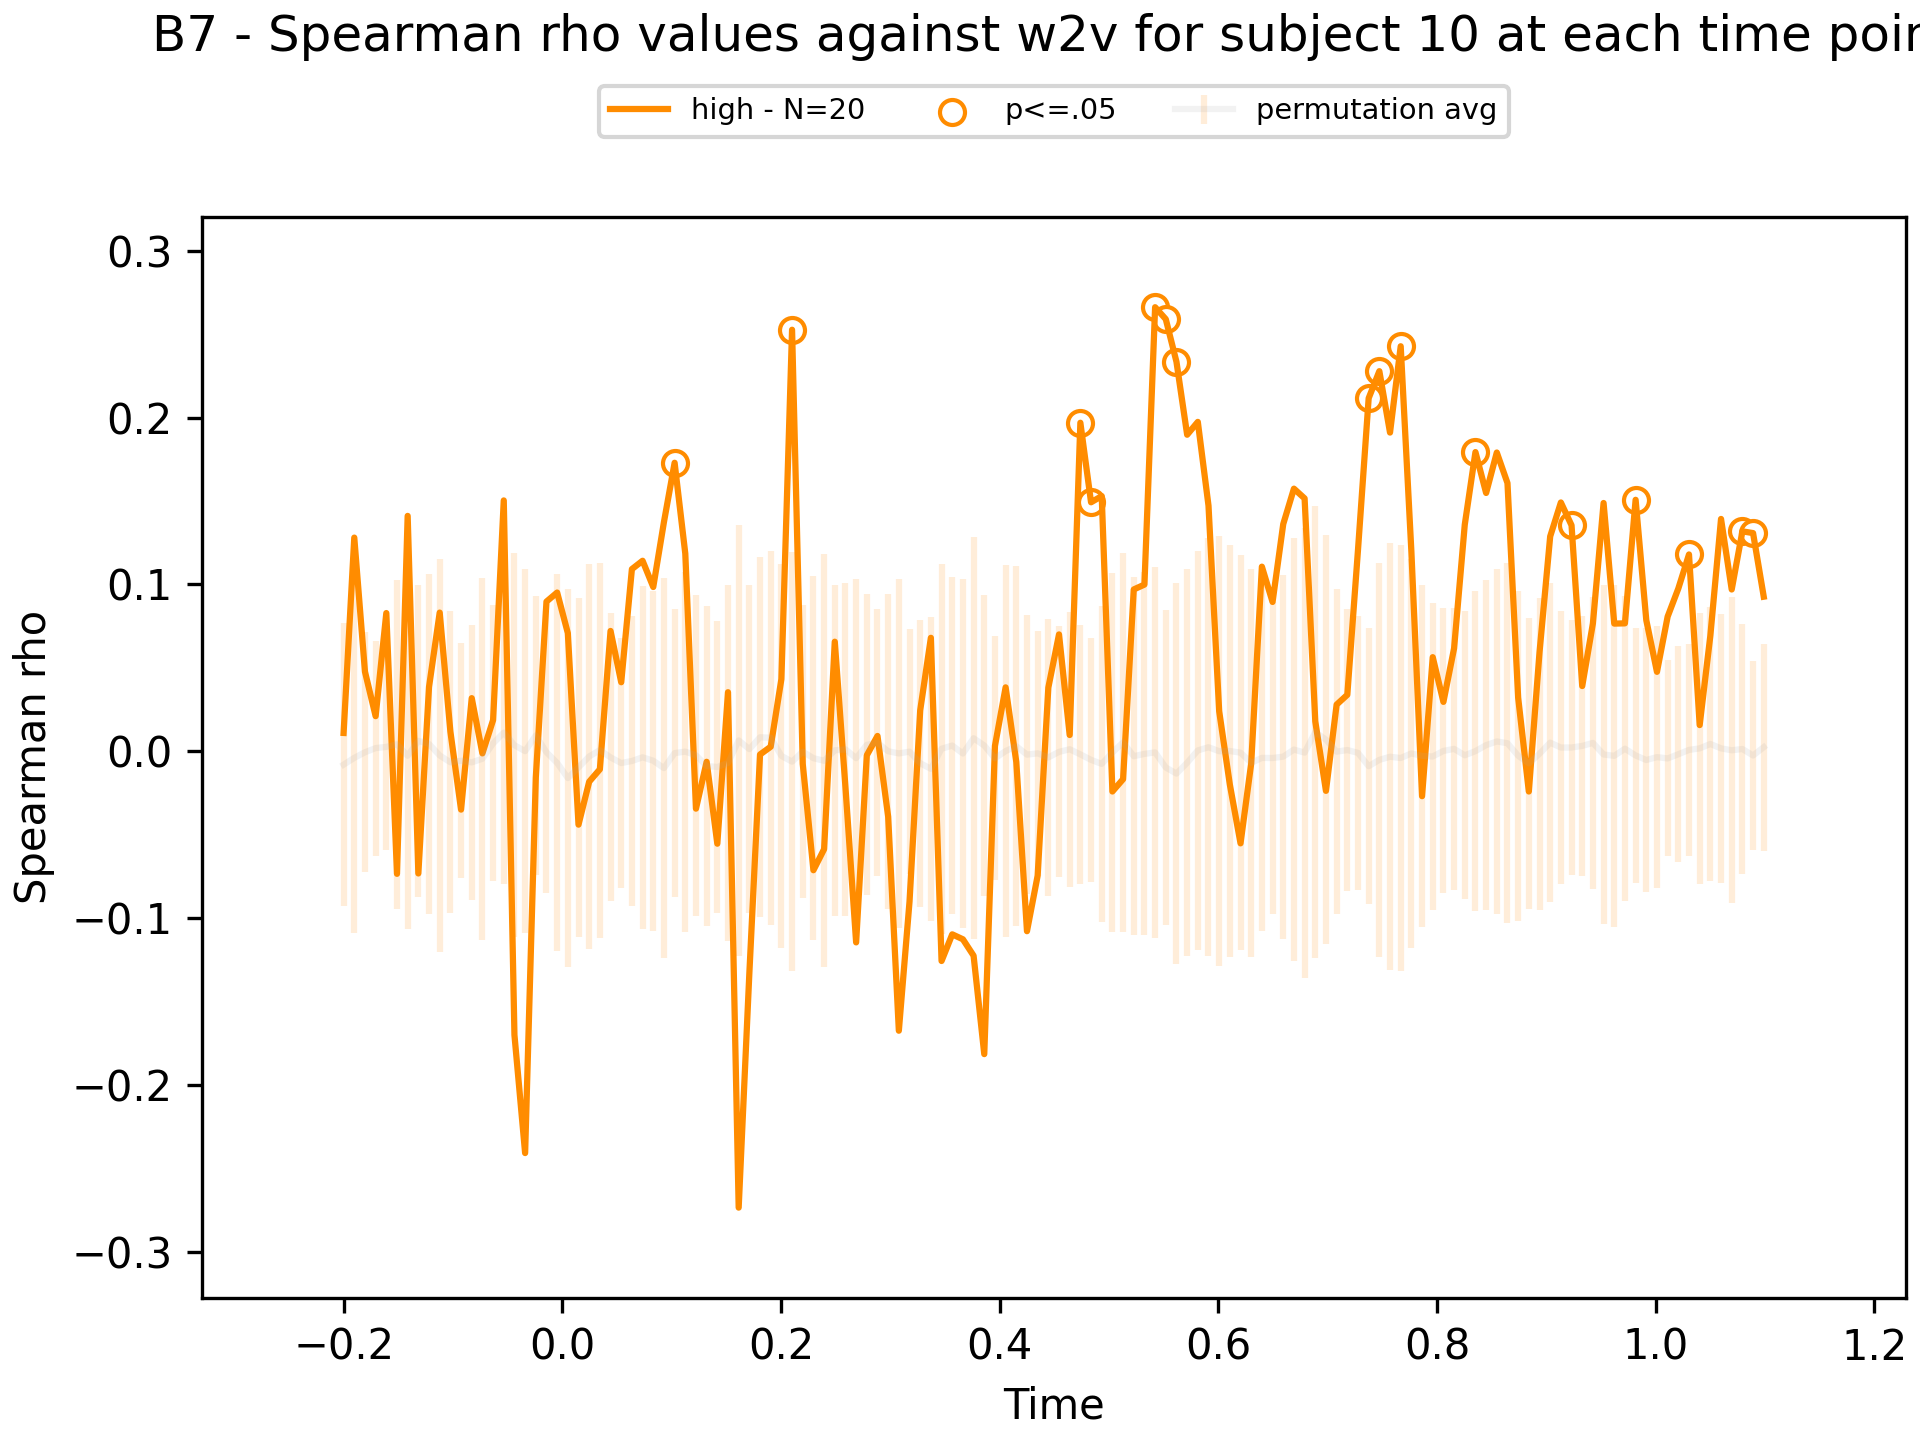 B7 - Spearman rho values against w2v for subject 10 at each time poin
high - N=20 p<=.05 permutation avg
0.3
0.2
0.1
0.0
−0.1
−0.2
−0.3
Spearman rho
−0.2 0.0 0.2 0.4 0.6 0.8 1.0 1.2
Time